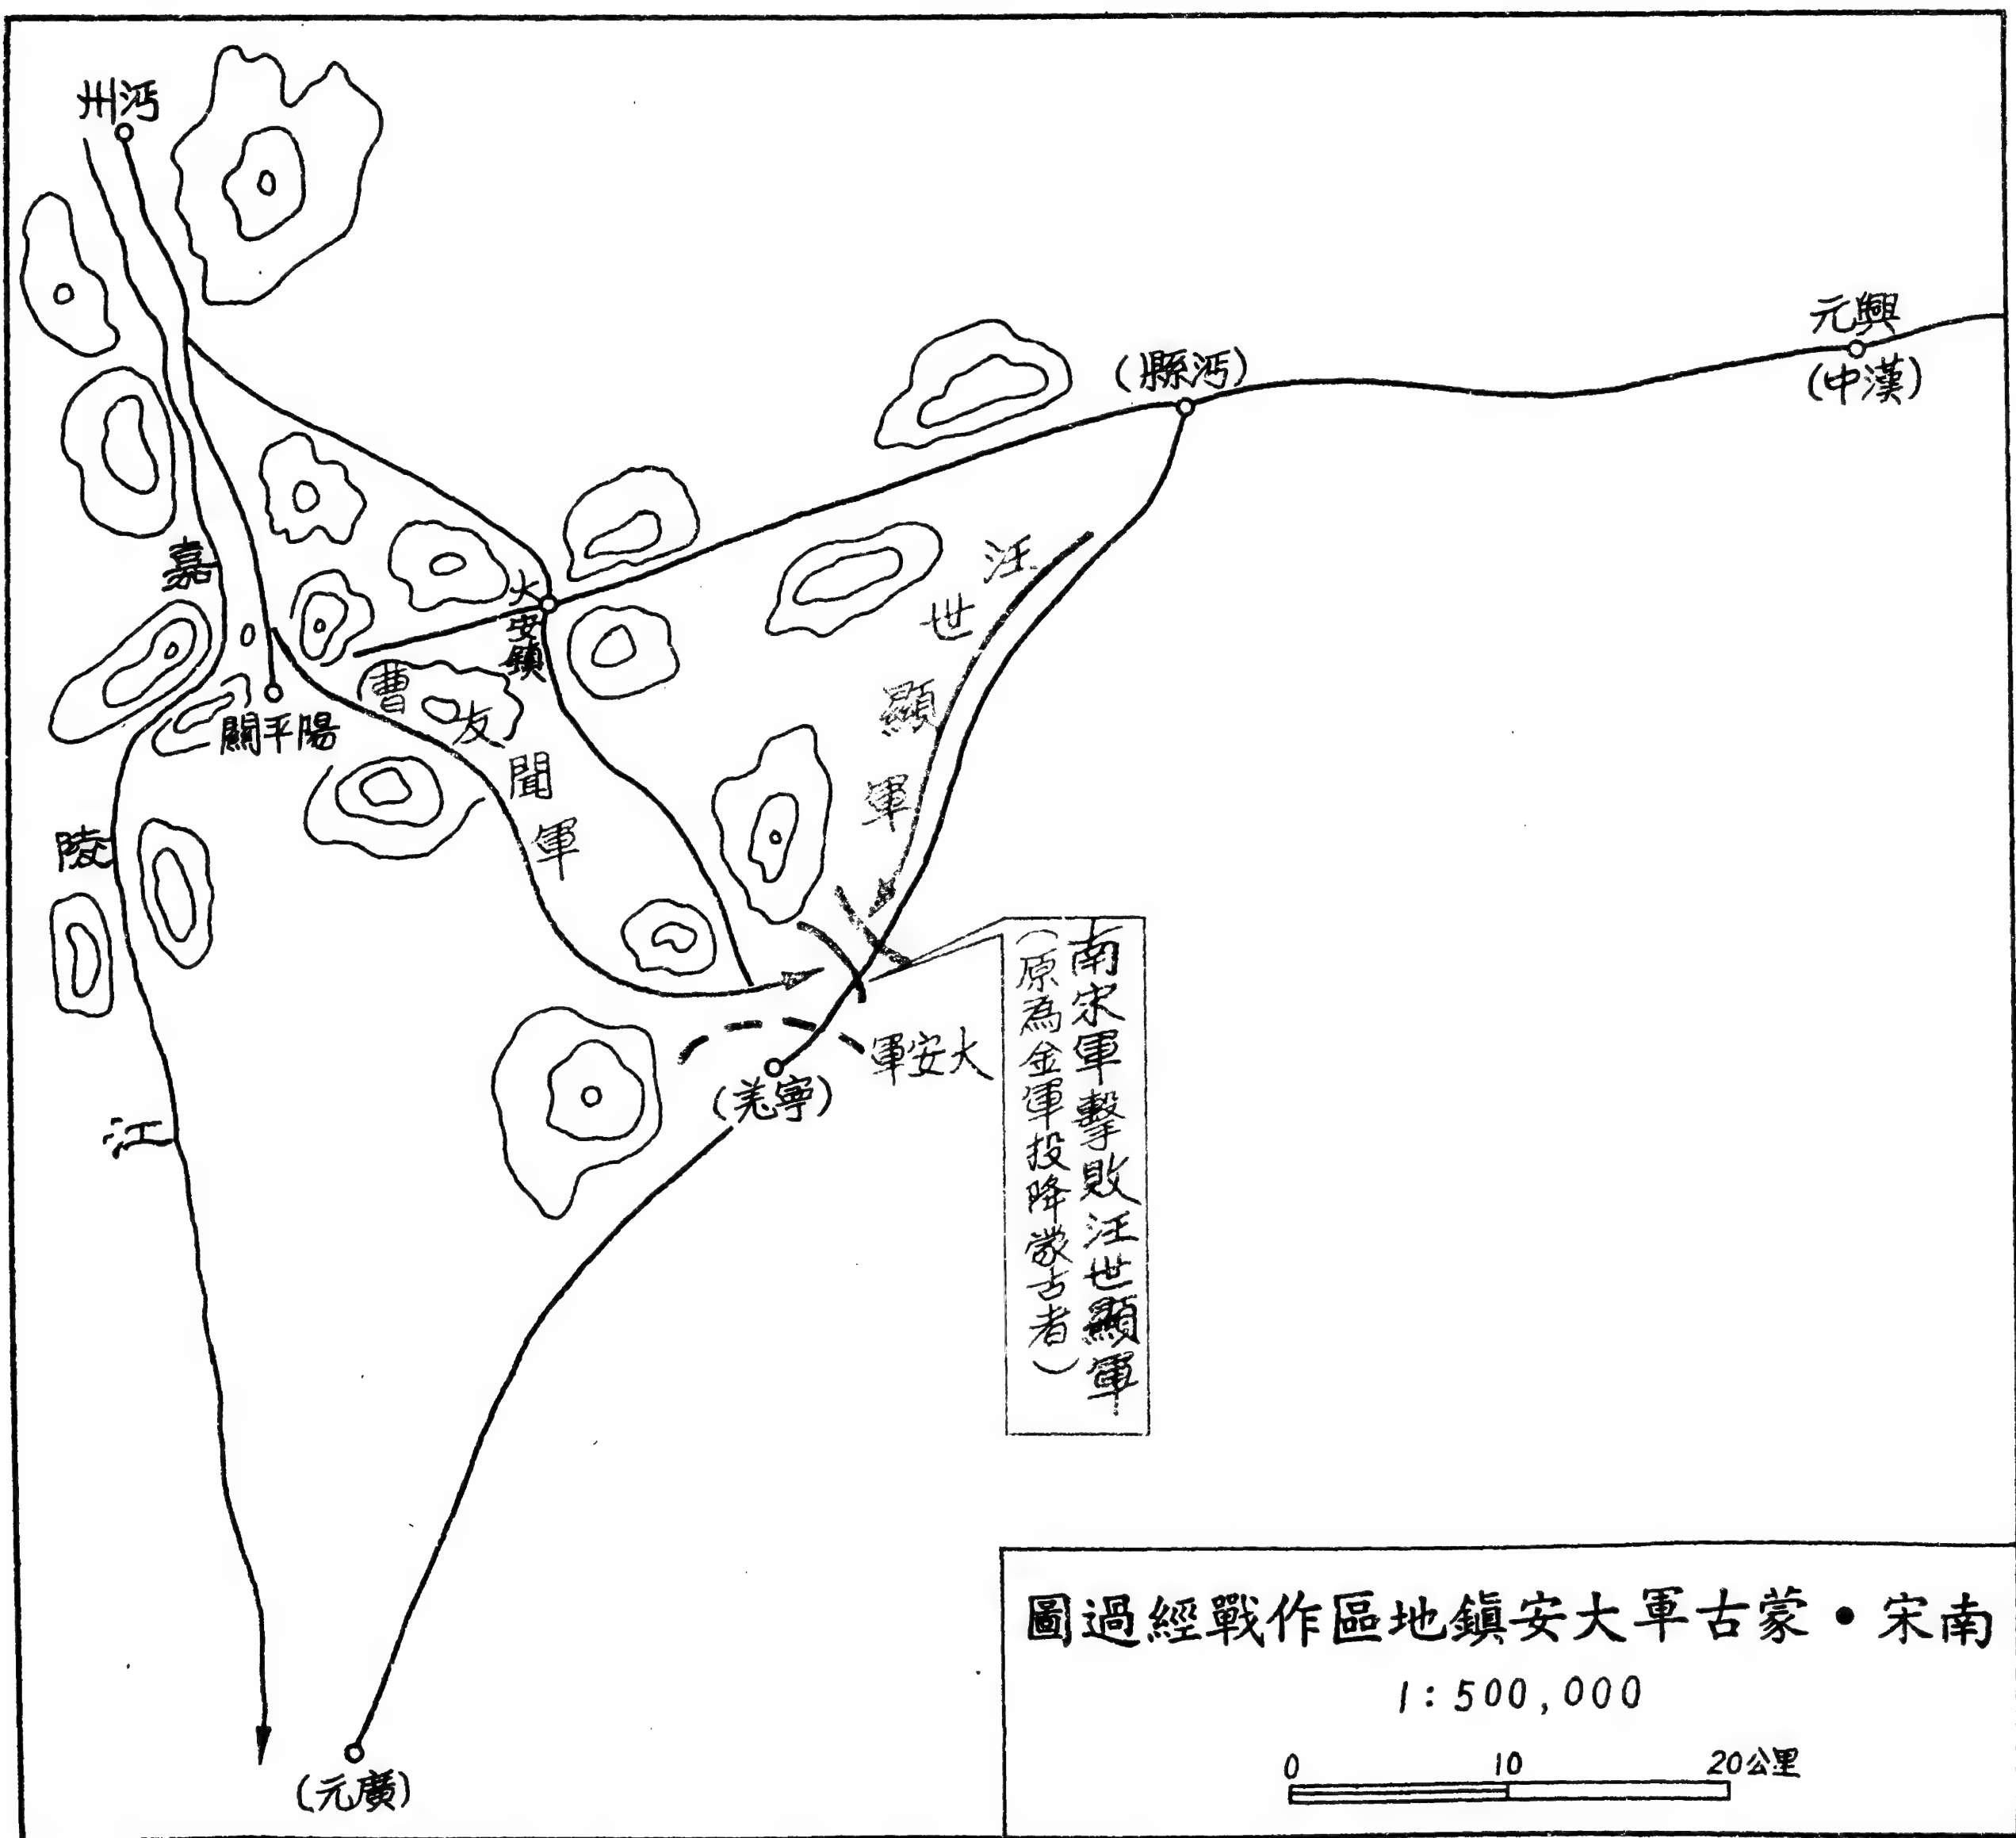 沔州
興元
(漢中)
(沔縣)
大安鎮
陽平關
嘉陵江
曹友聞軍
汪世顯軍
大安軍
(寧羌)
南宋軍擊敗汪世顯軍
(原為金軍投降蒙古者)
(廣元)
南宋•蒙古軍大安鎮地區作戰經過圖
1:500,000
0 10 20公里